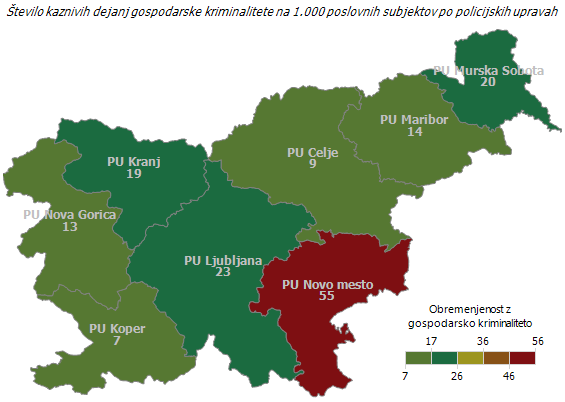 Število kaznivih dejanj gospodarske kriminalitete na 1.000 poslovnih subjektov po policijskih upravah
PU Murska Sobota
20
PU Maribor
14
PU Celje
9
PU Kranj
19
PU Nova Gorica
13
PU Ljubljana
23
PU Novo mesto
55
PU Koper
7
Obremenjenost z
gospodarsko kriminaliteto
17 36 56
7 26 46